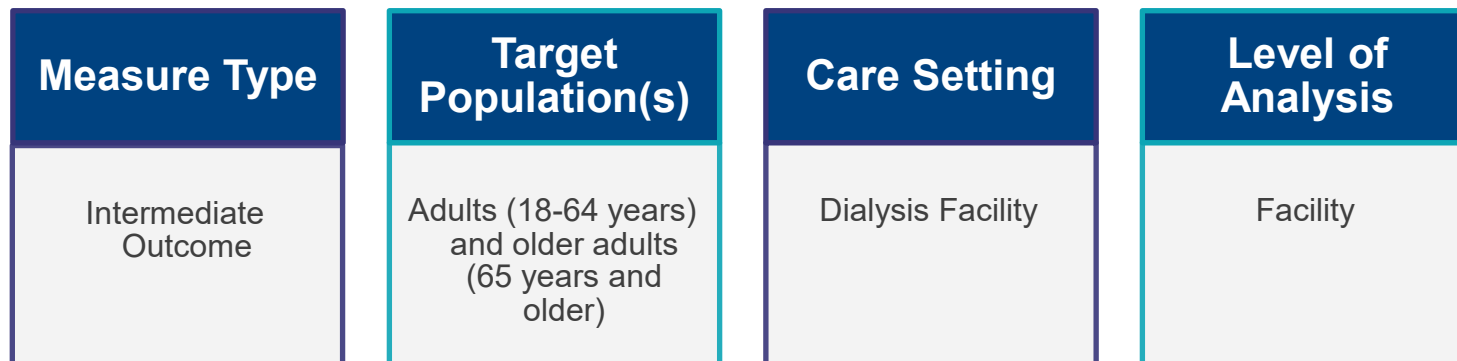 Measure Type
Intermediate
Outcome
Target
Population(s)
Adults (18-64 years)
and older adults
(65 years and
older)
Care Setting
Dialysis Facility
Level of
Analysis
Facility